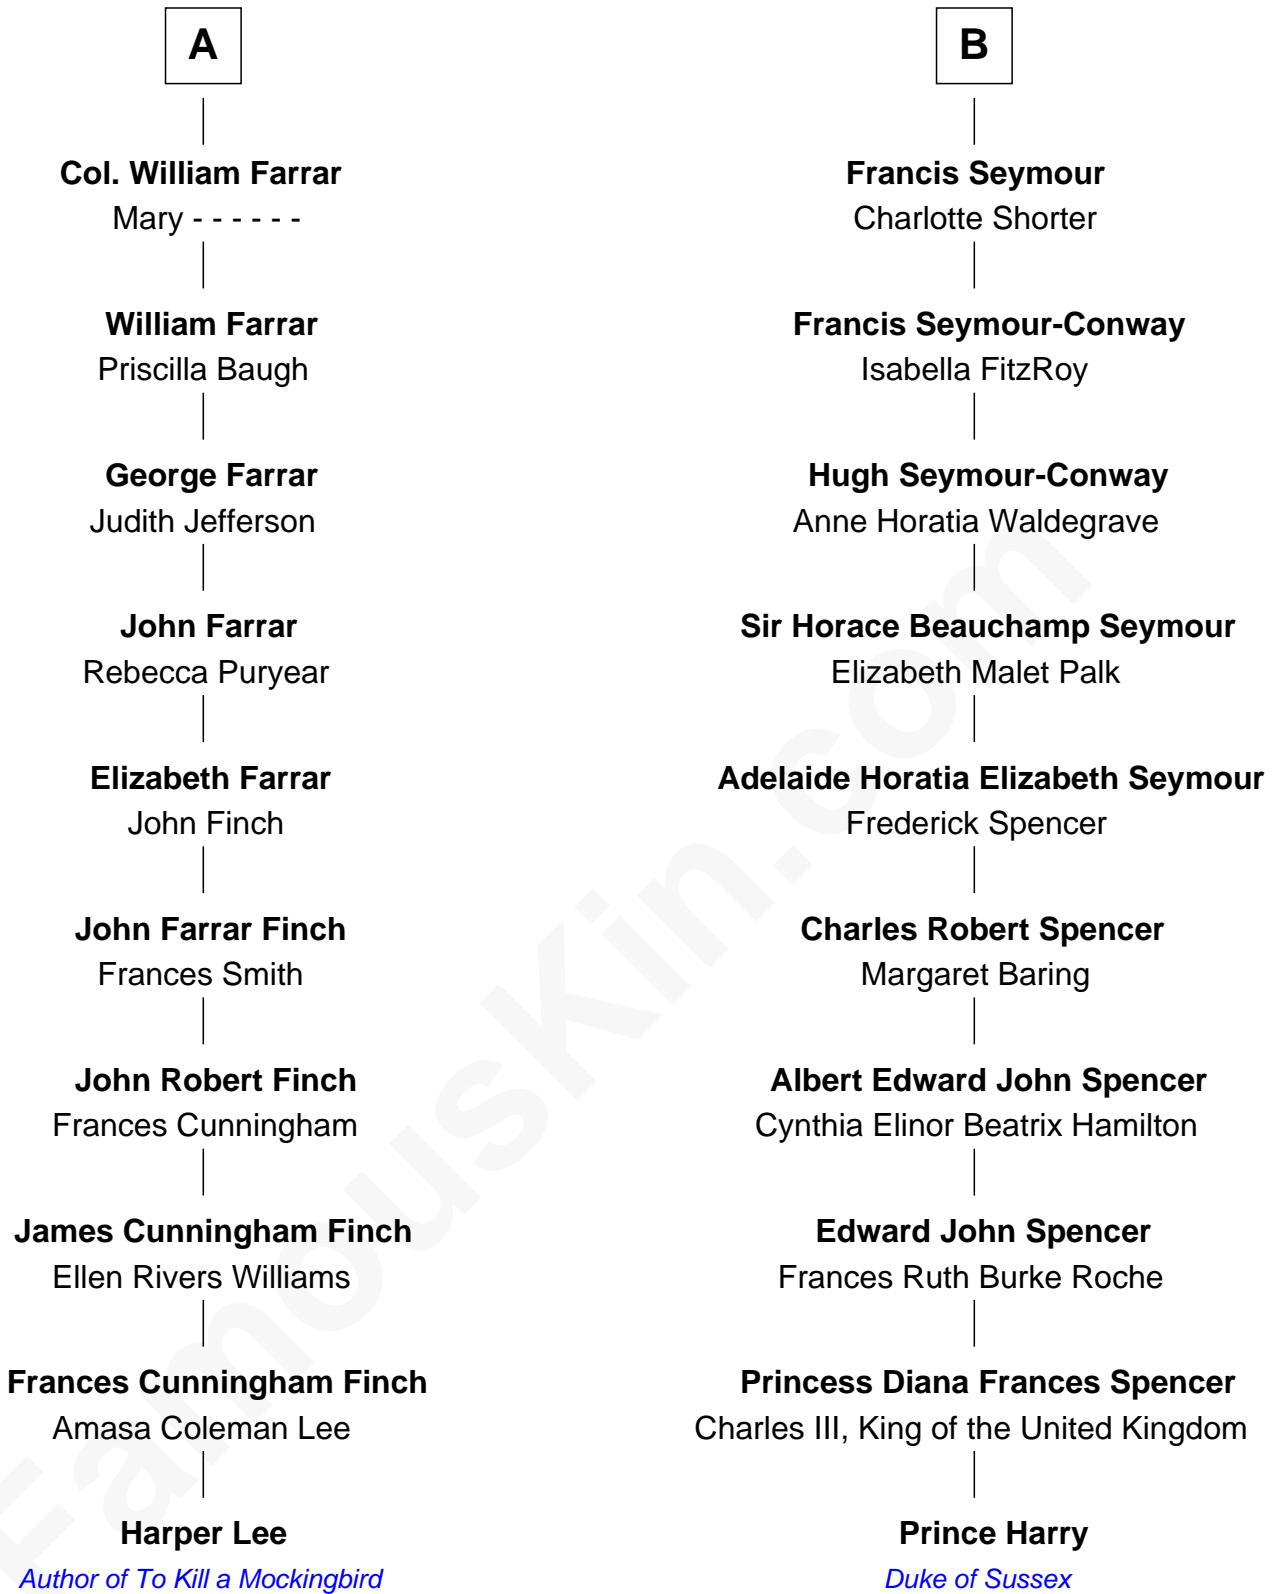 A
Col. William Farrar
Mary - - - - - -
William Farrar
Priscilla Baugh
George Farrar
Judith Jefferson
John Farrar
Rebecca Puryear
Elizabeth Farrar
John Finch
John Farrar Finch
Frances Smith
John Robert Finch
Frances Cunningham
James Cunningham Finch
Ellen Rivers Williams
Frances Cunningham Finch
Amasa Coleman Lee
Harper Lee
Author of To Kill a Mockingbird
B
Francis Seymour
Charlotte Shorter
Francis Seymour-Conway
Isabella FitzRoy
Hugh Seymour-Conway
Anne Horatia Waldegrave
Sir Horace Beauchamp Seymour
Elizabeth Malet Palk
Adelaide Horatia Elizabeth Seymour
Frederick Spencer
Charles Robert Spencer
Margaret Baring
Albert Edward John Spencer
Cynthia Elinor Beatrix Hamilton
Edward John Spencer
Frances Ruth Burke Roche
Princess Diana Frances Spencer
Charles III, King of the United Kingdom
Prince Harry
Duke of Sussex
FamousKin.com